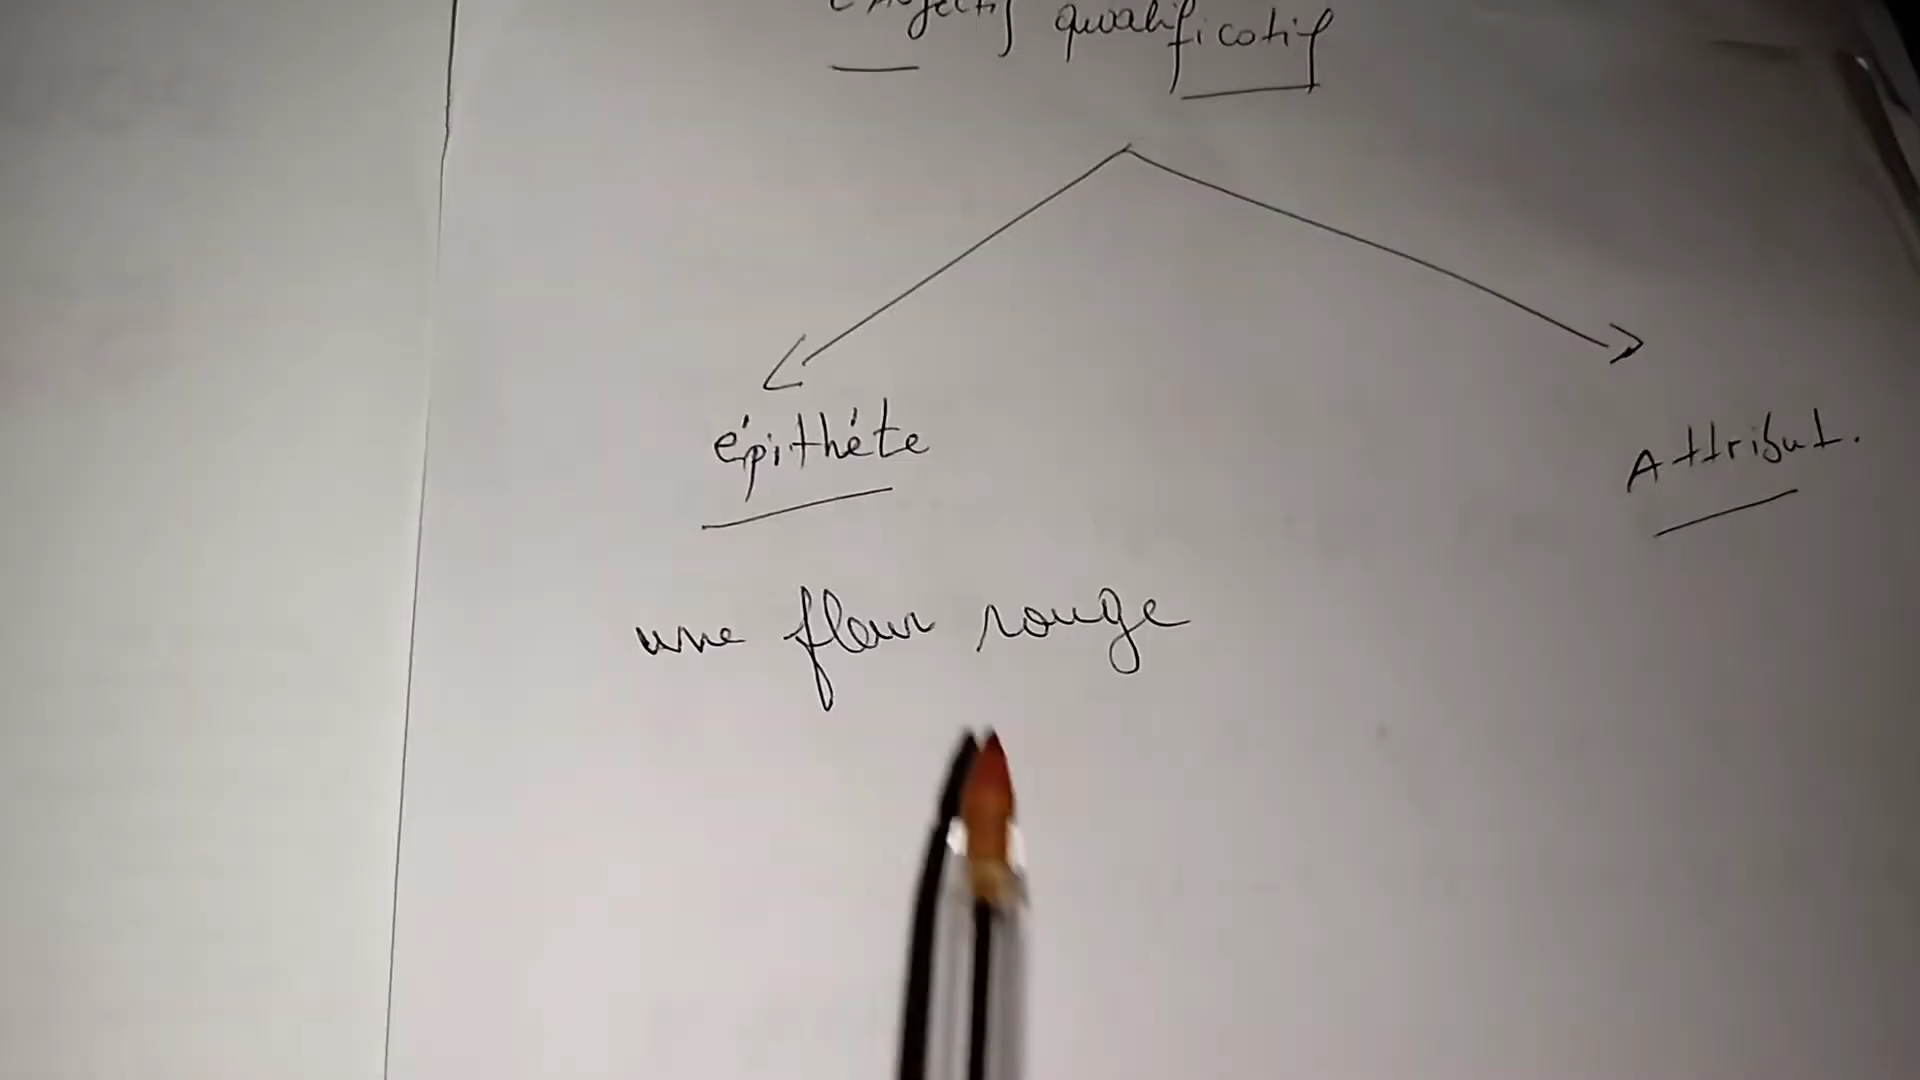 qualificatif
épithéte
Attribut.
une fleur rouge